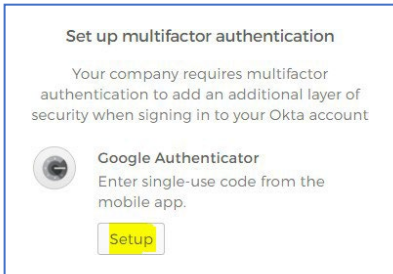 Set up multifactor authentication
Your company requires multifactor
authentication to add an additional layer of
security when signing in to your Okta account
Google Authenticator
Enter single-use code from the
mobile app.
Setup